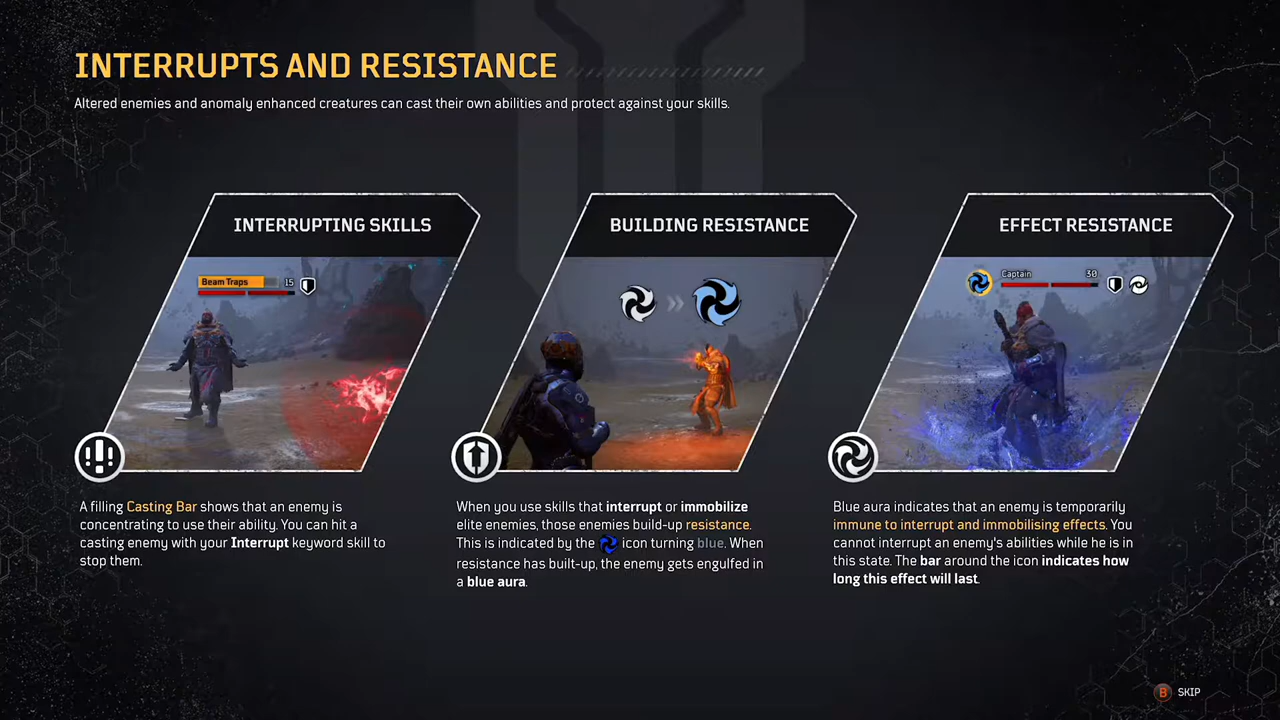 INTERRUPTS AND RESISTANCE
Altered enemies and anomaly enhanced creatures can cast their own abilities and protect against your skills.
INTERRUPTING SKILLS
Beam Traps 15
A filling Casting Bar shows that an enemy is
concentrating to use their ability. You can hit a
casting enemy with your Interrupt keyword skill to
stop them.
BUILDING RESISTANCE
When you use skills that interrupt or immobilize
elite enemies, those enemies build-up resistance.
This is indicated by the icon turning blue. When
resistance has built-up, the enemy gets engulfed in
a blue aura.
EFFECT RESISTANCE
Captain 30
Blue aura indicates that an enemy is temporarily
immune to interrupt and immobilising effects. You
cannot interrupt an enemy's abilities while he is in
this state. The bar around the icon indicates how
long this effect will last.
B SKIP